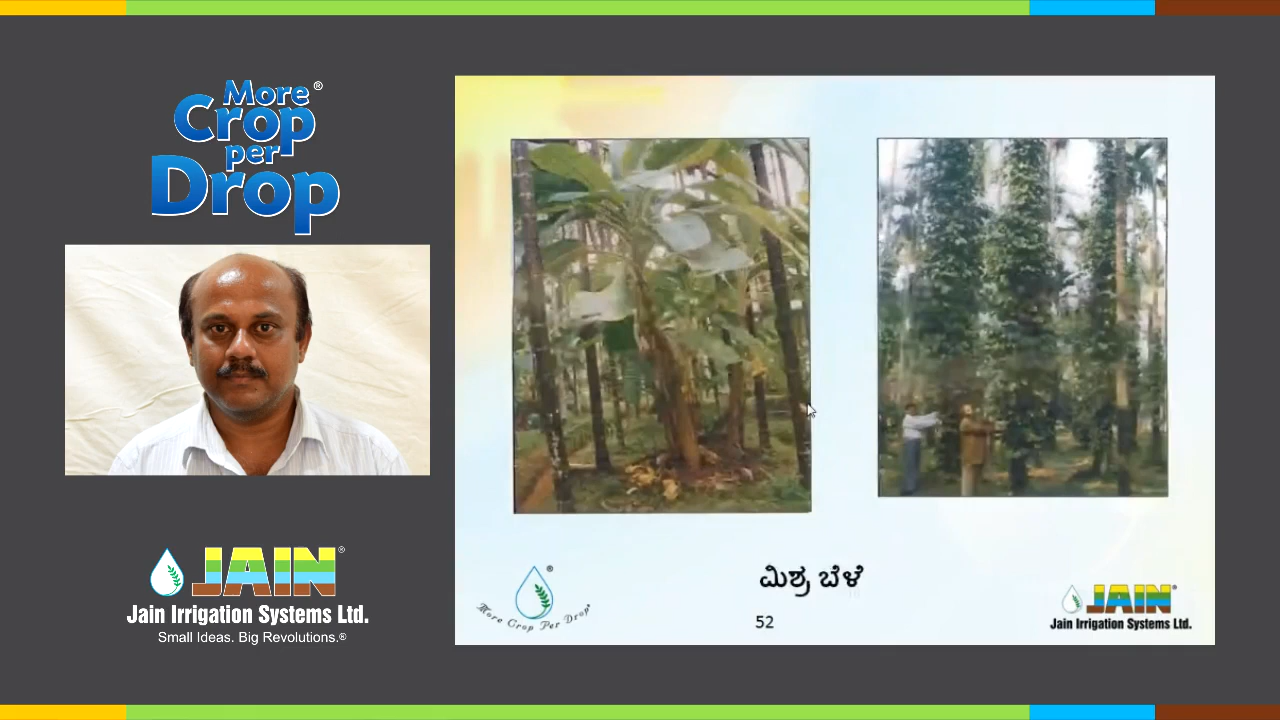 More®
Crop
per
Drop
JAIN®
Jain Irrigation Systems Ltd.
Small Ideas. Big Revolutions.®
ಮಿಶ್ರ ಬೆಳೆ
52
®
More Crop Per Drop®
JAIN®
Jain Irrigation Systems Ltd.